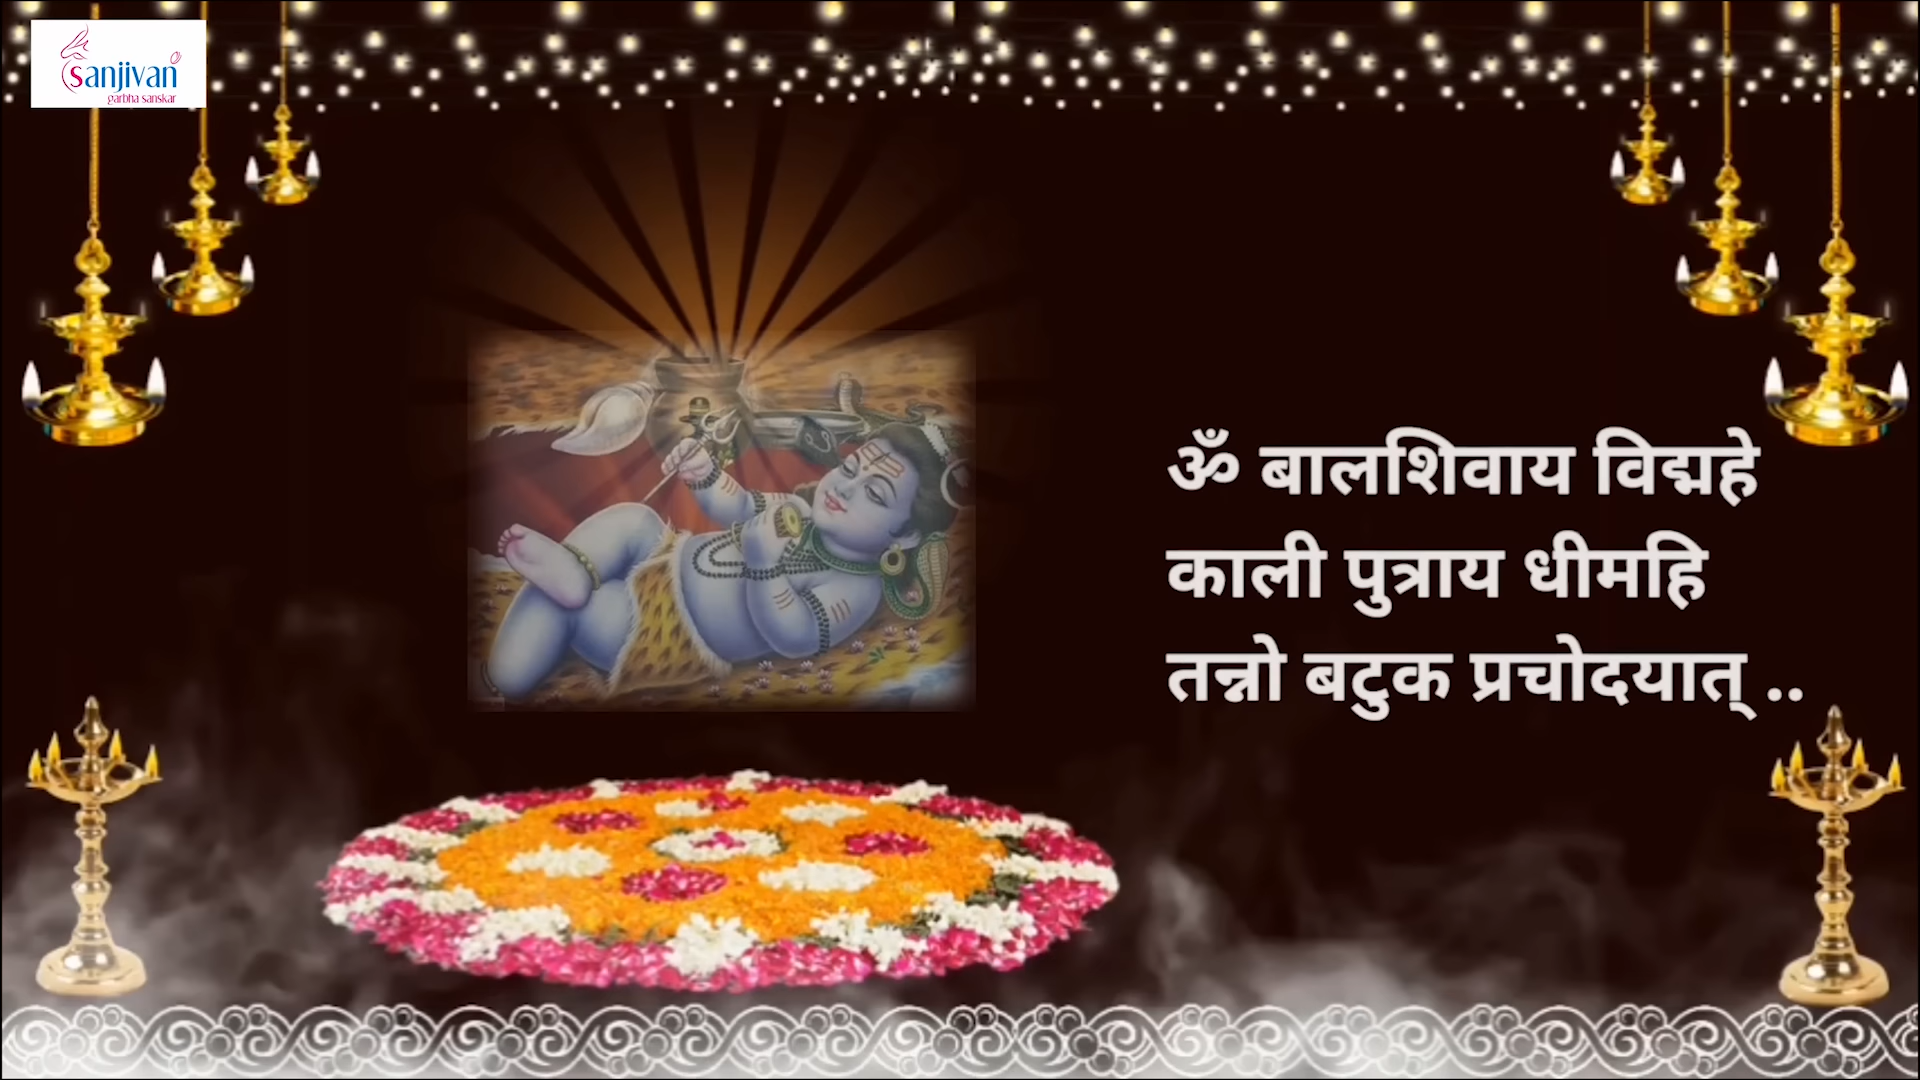 sanjivan
garbha sanskar
ॐ बालशिवाय विद्महे
काली पुत्राय धीमहि
तन्नो बटुक प्रचोदयात् ..